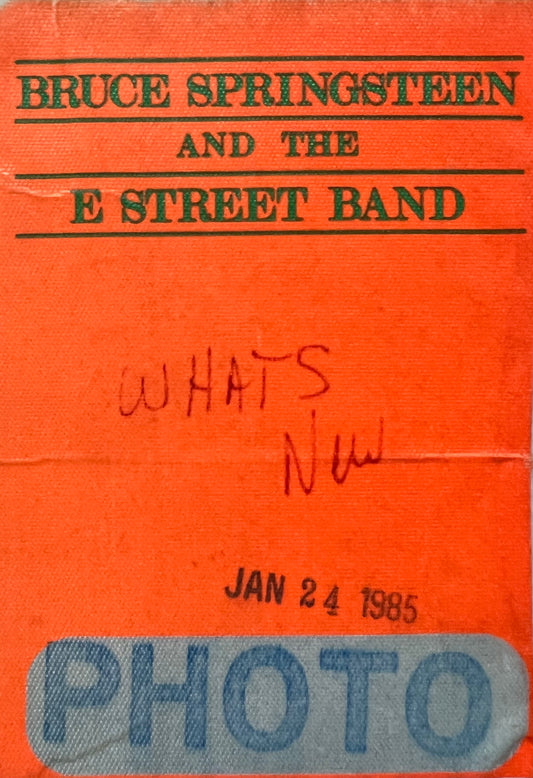 BRUCE SPRINGSTEEN
AND THE
E STREET BAND
WHATS
New
JAN 24 1985
PHOTO